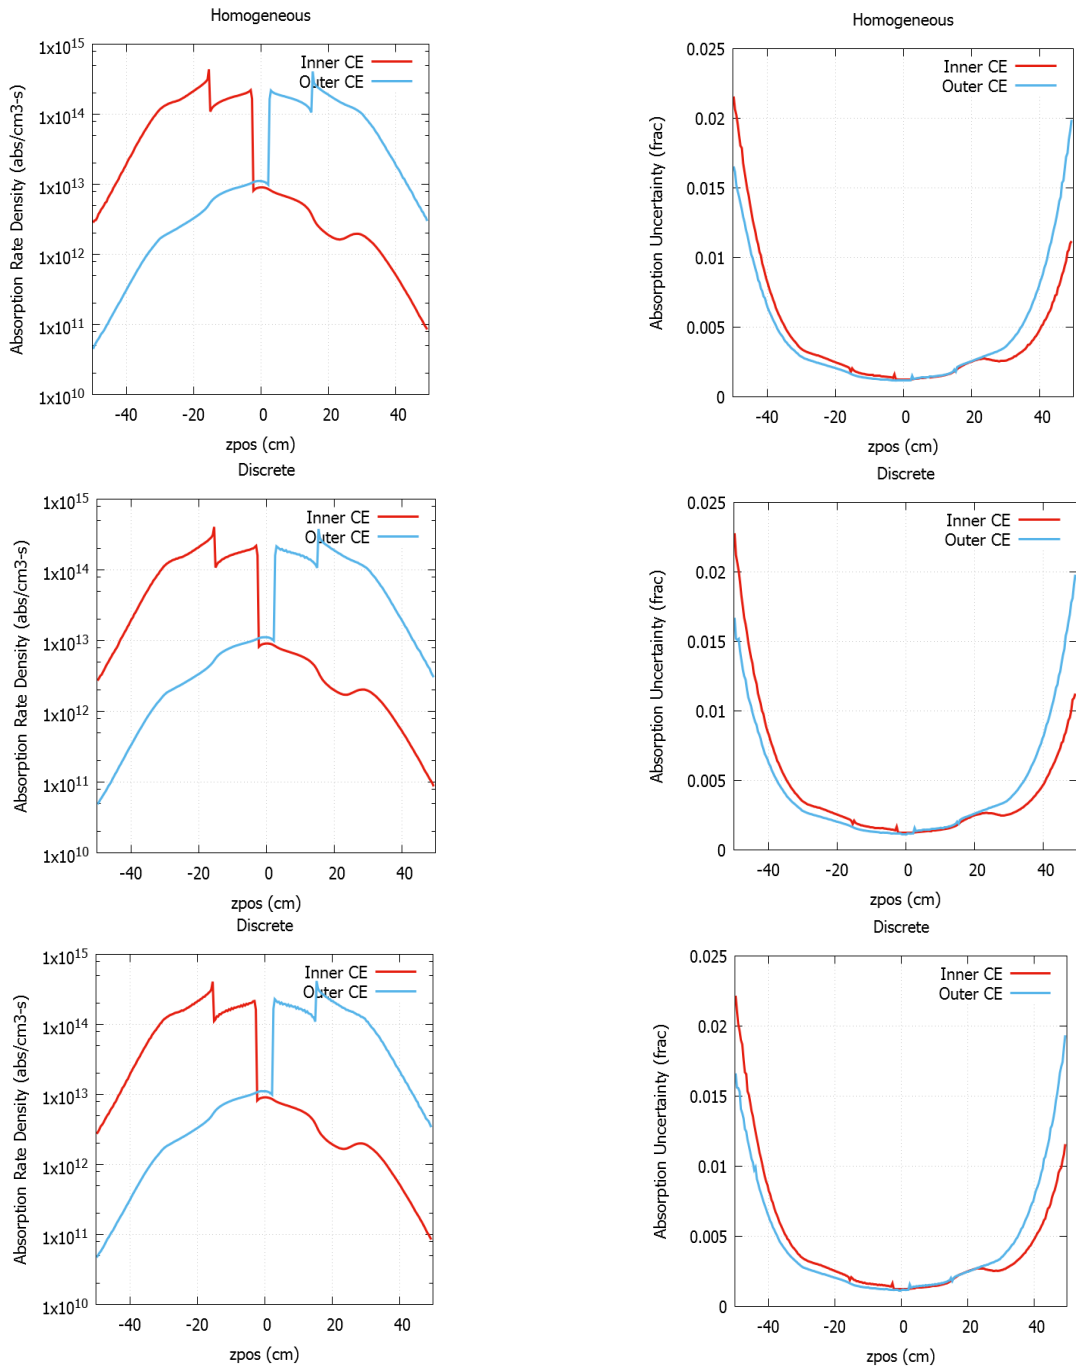 Homogeneous
1x10^15
1x10^14
1x10^13
1x10^12
1x10^11
1x10^10
Absorption Rate Density (abs/cm3-s)
Inner CE
Outer CE
-40 -20 0 20 40
zpos (cm)
Homogeneous
0.025
0.02
0.015
0.01
0.005
0
Absorption Uncertainty (frac)
Inner CE
Outer CE
-40 -20 0 20 40
zpos (cm)
Discrete
1x10^15
1x10^14
1x10^13
1x10^12
1x10^11
1x10^10
Absorption Rate Density (abs/cm3-s)
Inner CE
Outer CE
-40 -20 0 20 40
zpos (cm)
Discrete
0.025
0.02
0.015
0.01
0.005
0
Absorption Uncertainty (frac)
Inner CE
Outer CE
-40 -20 0 20 40
zpos (cm)
Discrete
1x10^15
1x10^14
1x10^13
1x10^12
1x10^11
1x10^10
Absorption Rate Density (abs/cm3-s)
Inner CE
Outer CE
-40 -20 0 20 40
zpos (cm)
Discrete
0.025
0.02
0.015
0.01
0.005
0
Absorption Uncertainty (frac)
Inner CE
Outer CE
-40 -20 0 20 40
zpos (cm)